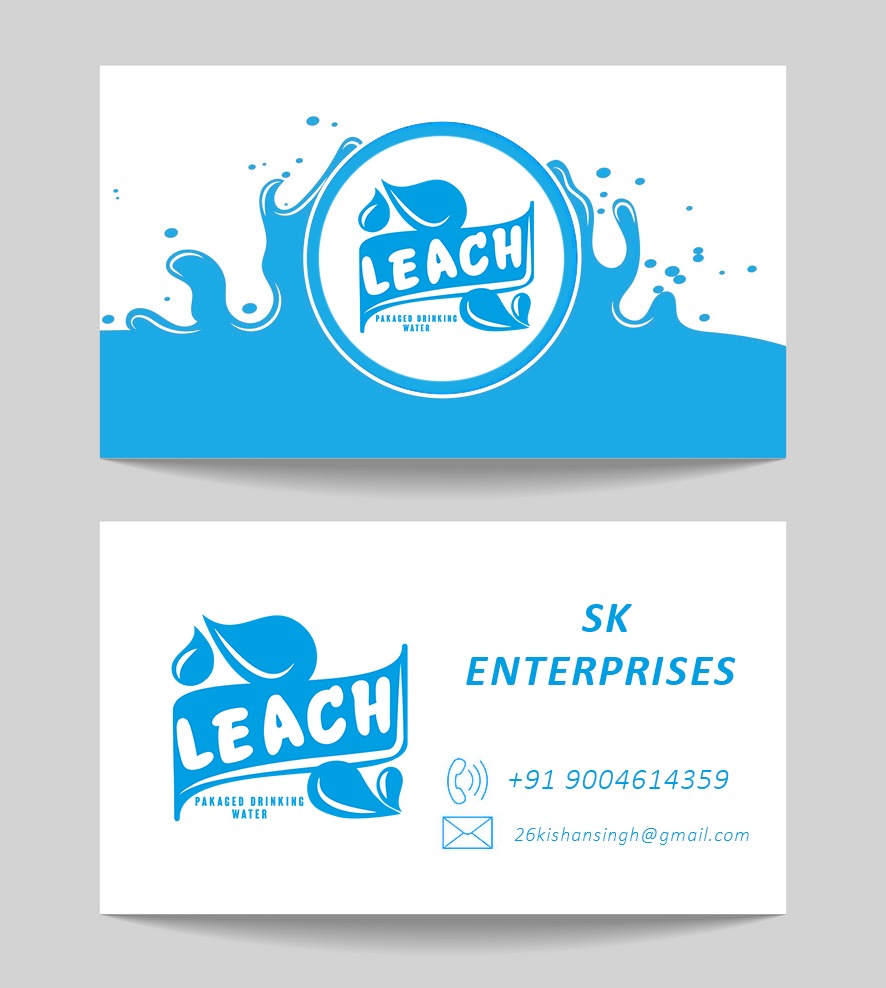 LEACH
PAKAGED DRINKING
WATER
SK
ENTERPRISES
LEACH
+91 9004614359
PAKAGED DRINKING
WATER
26kishansingh@gmail.com